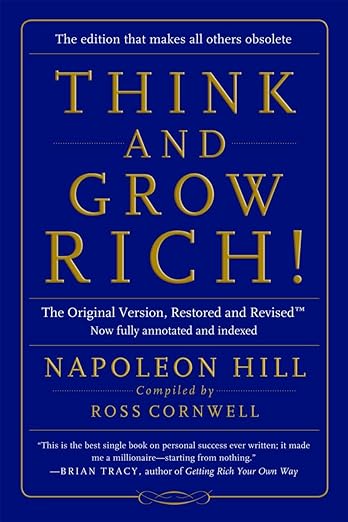 The edition that makes all others obsolete
THINK
AND
GROW
RICH!
The Original Version, Restored and Revised™
Now fully annotated and indexed
NAPOLEON HILL
Compiled by
ROSS CORNWELL
“This is the best single book on personal success ever written; it made
me a millionaire—starting from nothing.”
—BRIAN TRACY, author of Getting Rich Your Own Way